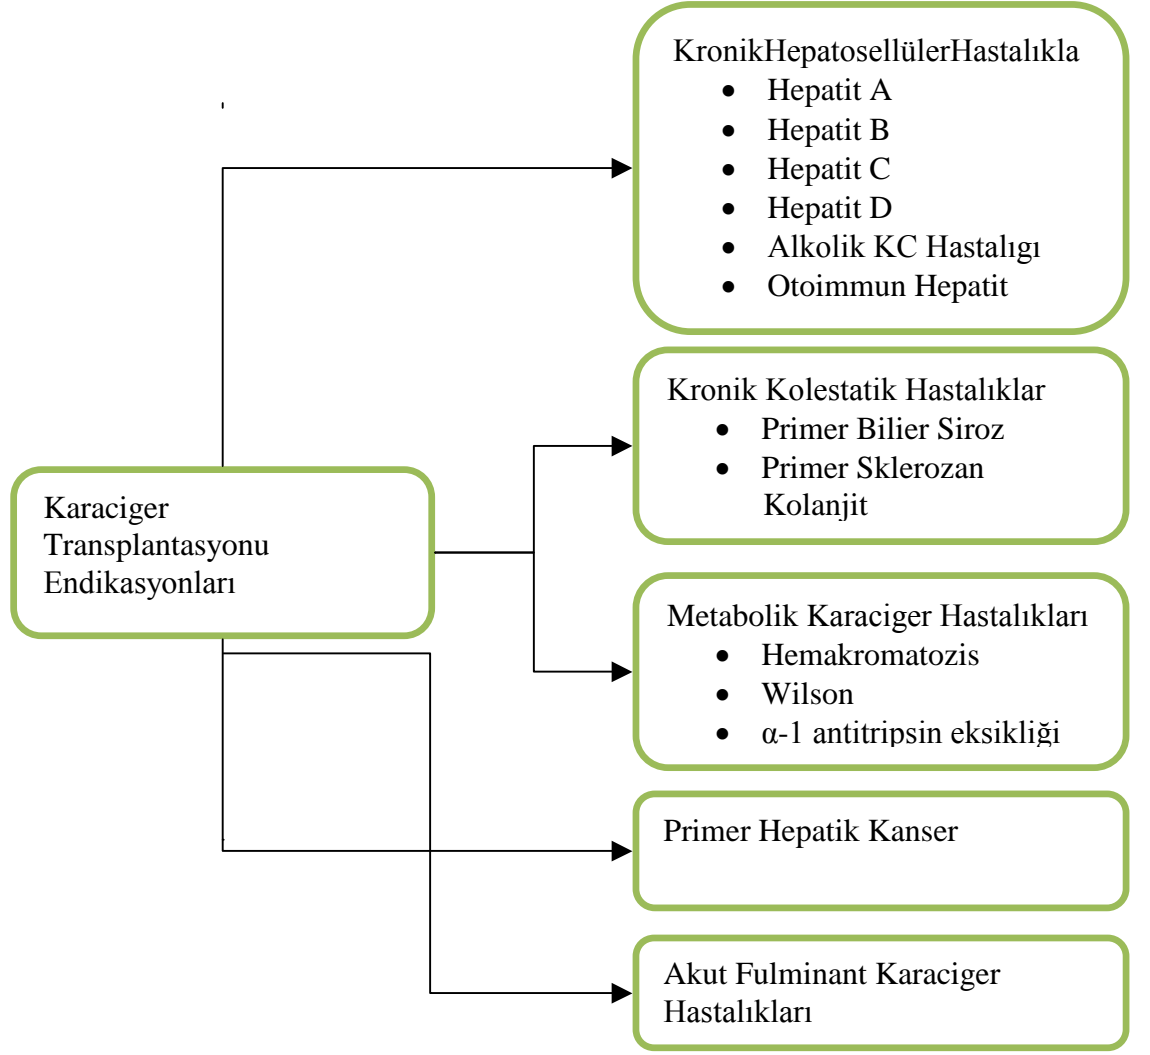 KronikHepatosellülerHastalıkla
• Hepatit A
• Hepatit B
• Hepatit C
• Hepatit D
• Alkolik KC Hastalıgı
• Otoimmun Hepatit
Kronik Kolestatik Hastalıklar
• Primer Bilier Siroz
• Primer Sklerozan
Kolanjit
Karaciger
Transplantasyonu
Endikasyonları
Metabolik Karaciger Hastalıkları
• Hemakromatozis
• Wilson
• α-1 antitripsin eksikliği
Primer Hepatik Kanser
Akut Fulminant Karaciger
Hastalıkları